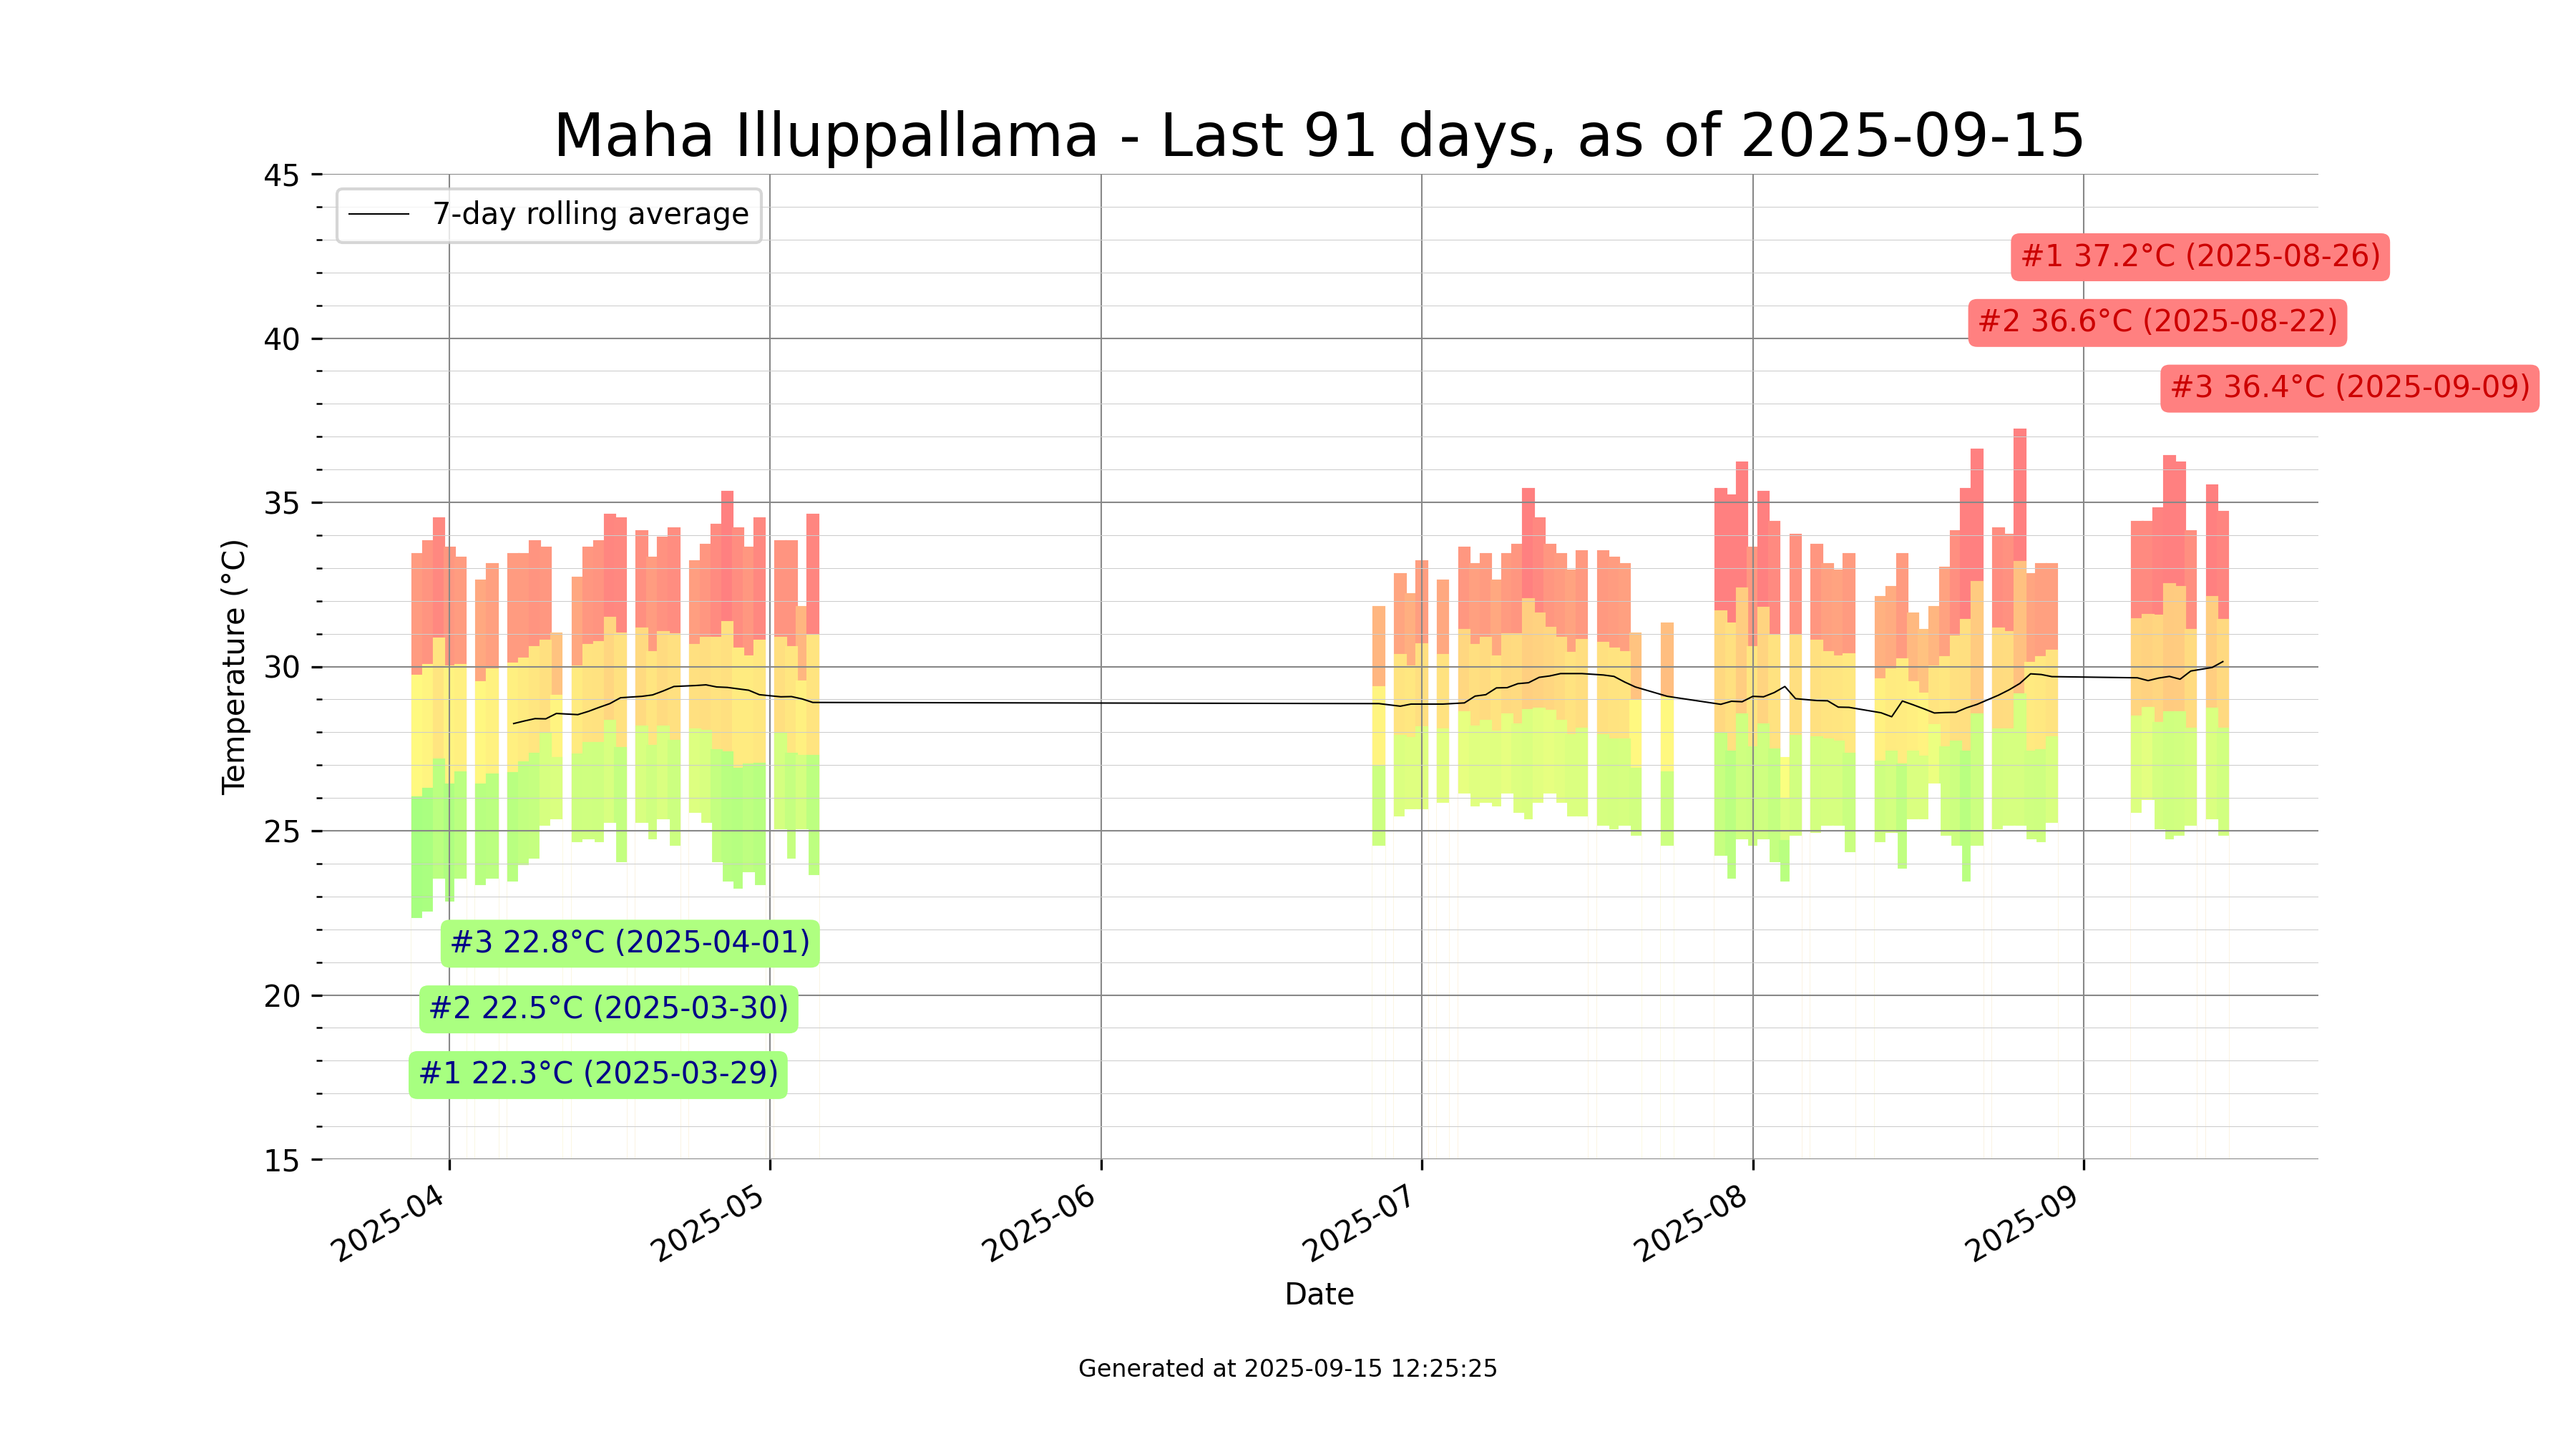 Maha Illuppallama - Last 91 days, as of 2025-09-15
7-day rolling average
#1 37.2°C (2025-08-26)
#2 36.6°C (2025-08-22)
#3 36.4°C (2025-09-09)
45
40
35
30
25
20
15
Temperature (°C)
#3 22.8°C (2025-04-01)
#2 22.5°C (2025-03-30)
#1 22.3°C (2025-03-29)
2025-04
2025-05
2025-06
2025-07
2025-08
2025-09
Date
Generated at 2025-09-15 12:25:25